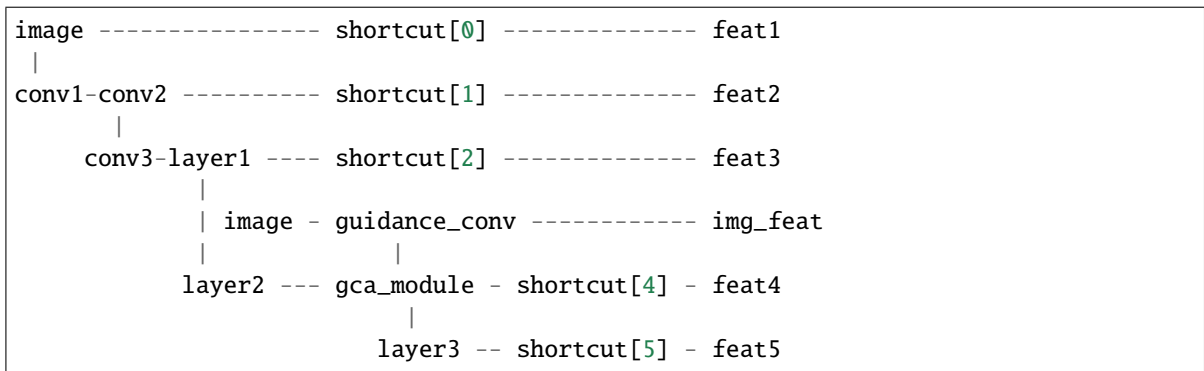 image ---------------- shortcut[0] -------------- feat1
 |
conv1-conv2 ---------- shortcut[1] -------------- feat2
         |
     conv3-layer1 ---- shortcut[2] -------------- feat3
               |
               | image - guidance_conv ------------ img_feat
               |                   |
             layer2 --- gca_module - shortcut[4] - feat4
                                    |
                                  layer3 -- shortcut[5] - feat5